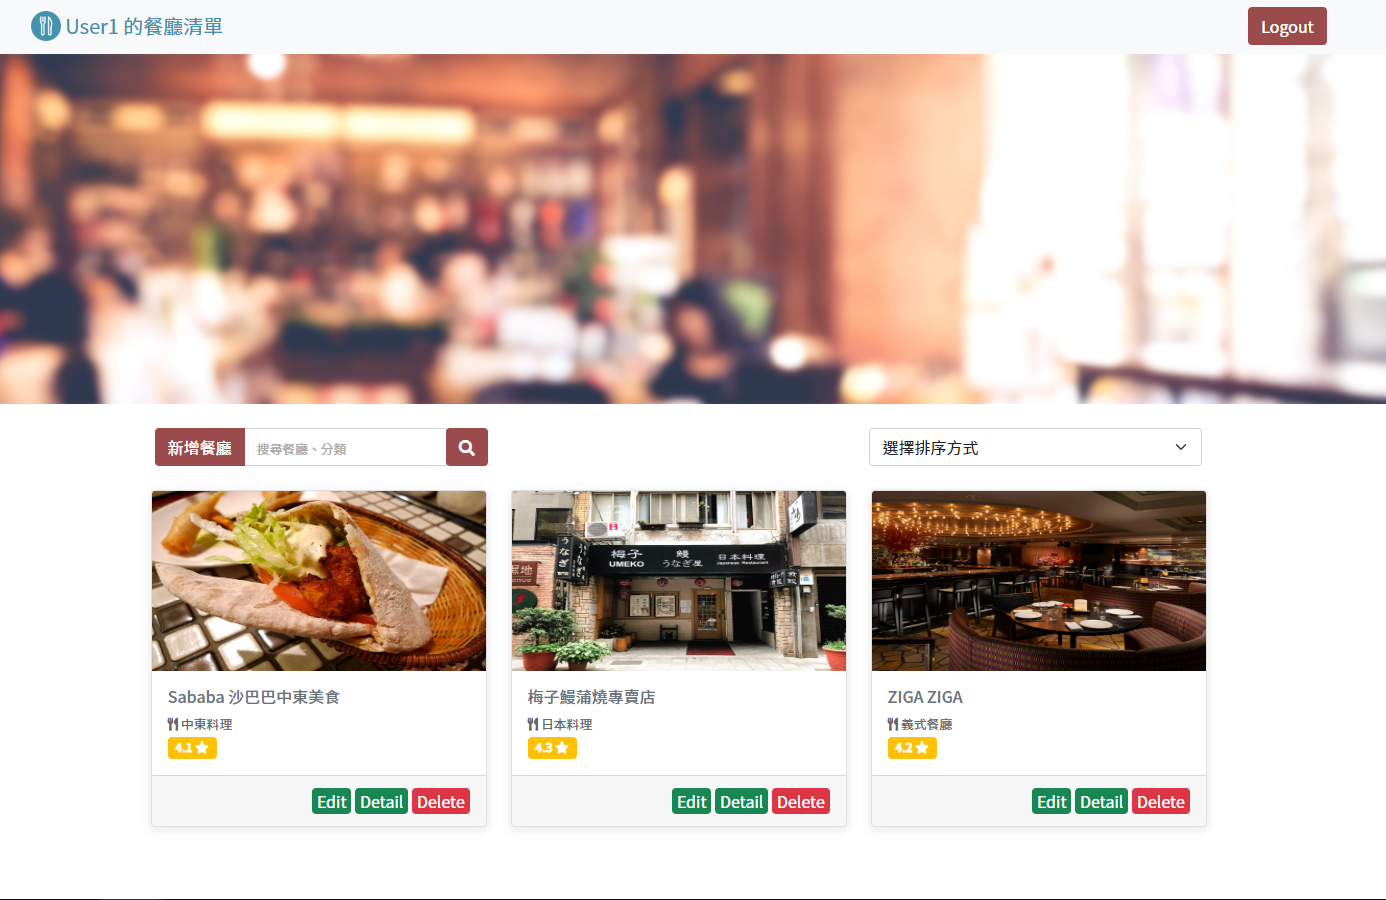 User1 的餐廳清單
Logout
新增餐廳
搜尋餐廳、分類
選擇排序方式
うなぎ
梅子 鰻 日本料理
UMEKO うなぎ屋 Japanese Restaurant
Sababa 沙巴巴中東美食
中東料理
4.1
Edit Detail Delete
梅子鰻蒲燒專賣店
日本料理
4.3
Edit Detail Delete
ZIGA ZIGA
義式餐廳
4.2
Edit Detail Delete